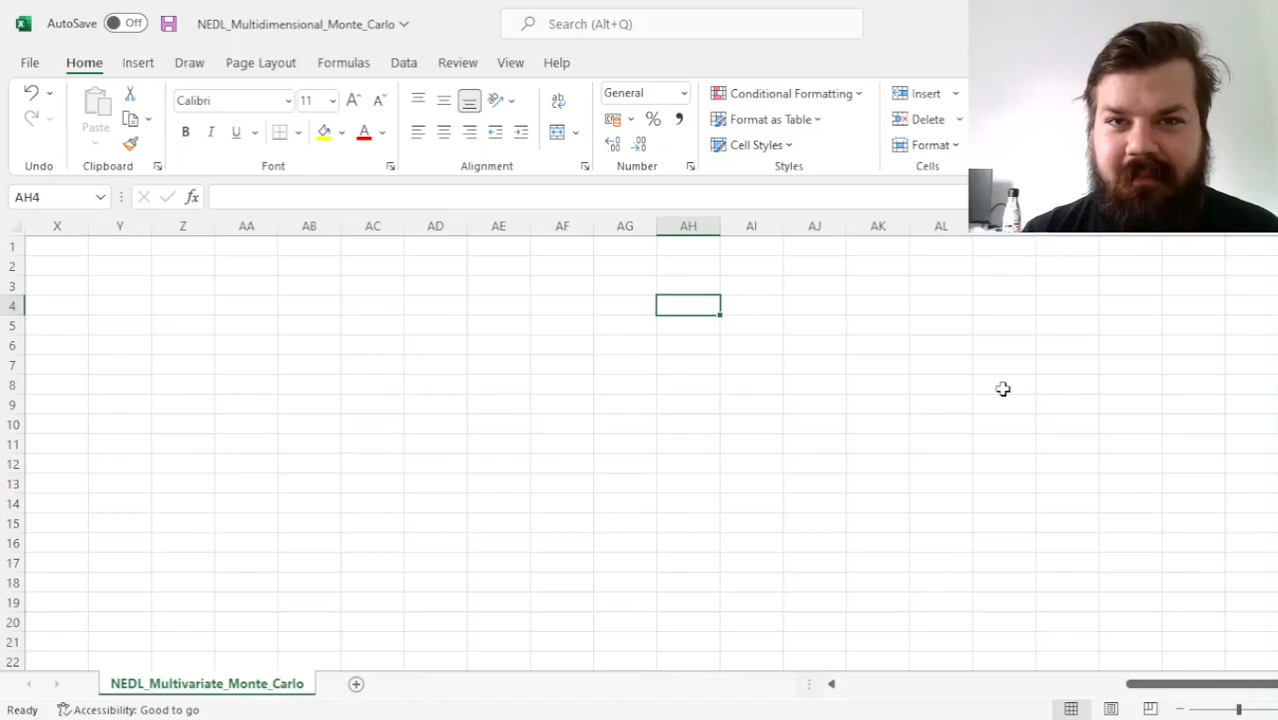 AutoSave Off NEDL_Multidimensional_Monte_Carlo Search (Alt+Q)
File Home Insert Draw Page Layout Formulas Data Review View Help
Calibri 11 General Conditional Formatting Insert
Paste B I U A % Format as Table Delete
Cell Styles Format
Undo Clipboard Font Alignment Number Styles Cells
AH4 fx
X Y Z AA AB AC AD AE AF AG AH AI AJ AK AL
1
2
3
4
5
6
7
8
9
10
11
12
13
14
15
16
17
18
19
20
21
22
NEDL_Multivariate_Monte_Carlo
Ready Accessibility: Good to go